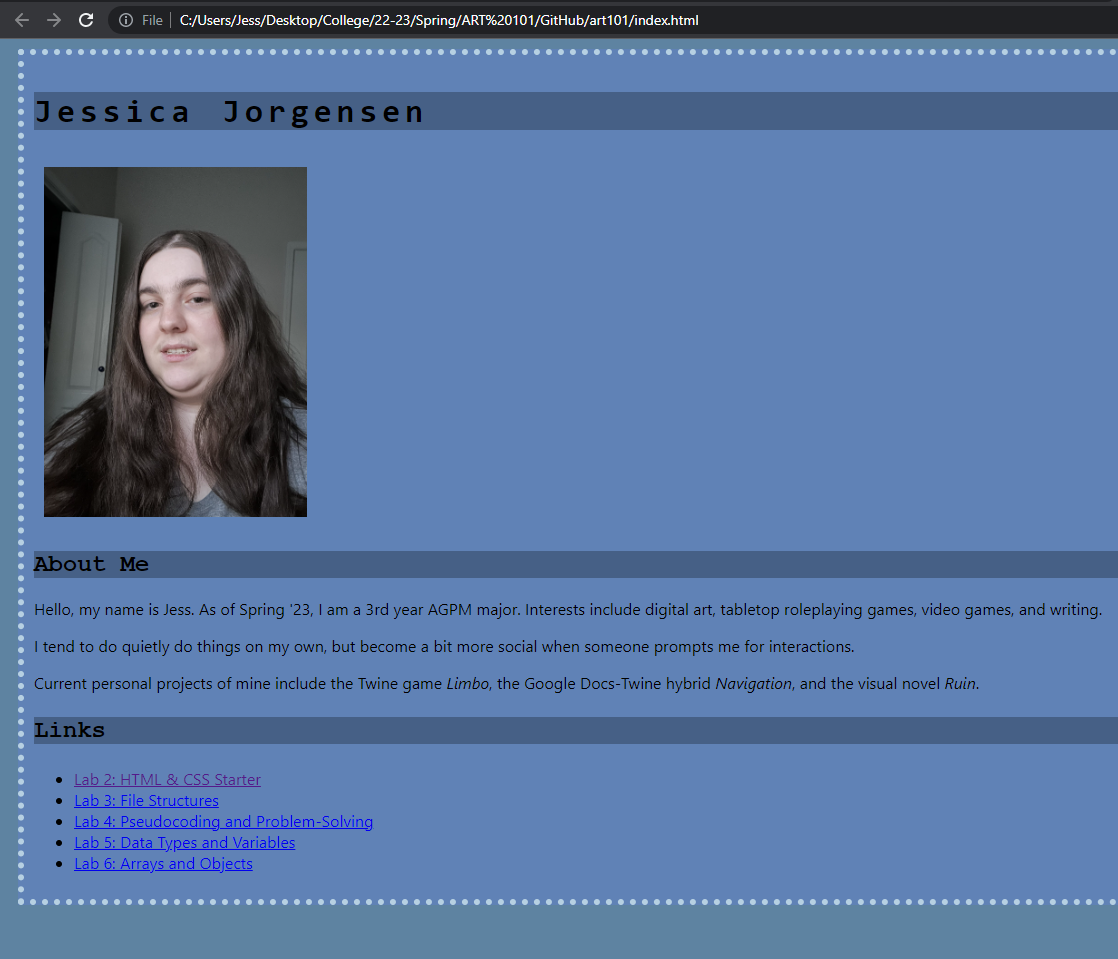 File | C:/Users/Jess/Desktop/College/22-23/Spring/ART%20101/GitHub/art101/index.html
Jessica Jorgensen
About Me
Hello, my name is Jess. As of Spring '23, I am a 3rd year AGPM major. Interests include digital art, tabletop roleplaying games, video games, and writing.
I tend to do quietly do things on my own, but become a bit more social when someone prompts me for interactions.
Current personal projects of mine include the Twine game Limbo, the Google Docs-Twine hybrid Navigation, and the visual novel Ruin.
Links
Lab 2: HTML & CSS Starter
Lab 3: File Structures
Lab 4: Pseudocoding and Problem-Solving
Lab 5: Data Types and Variables
Lab 6: Arrays and Objects